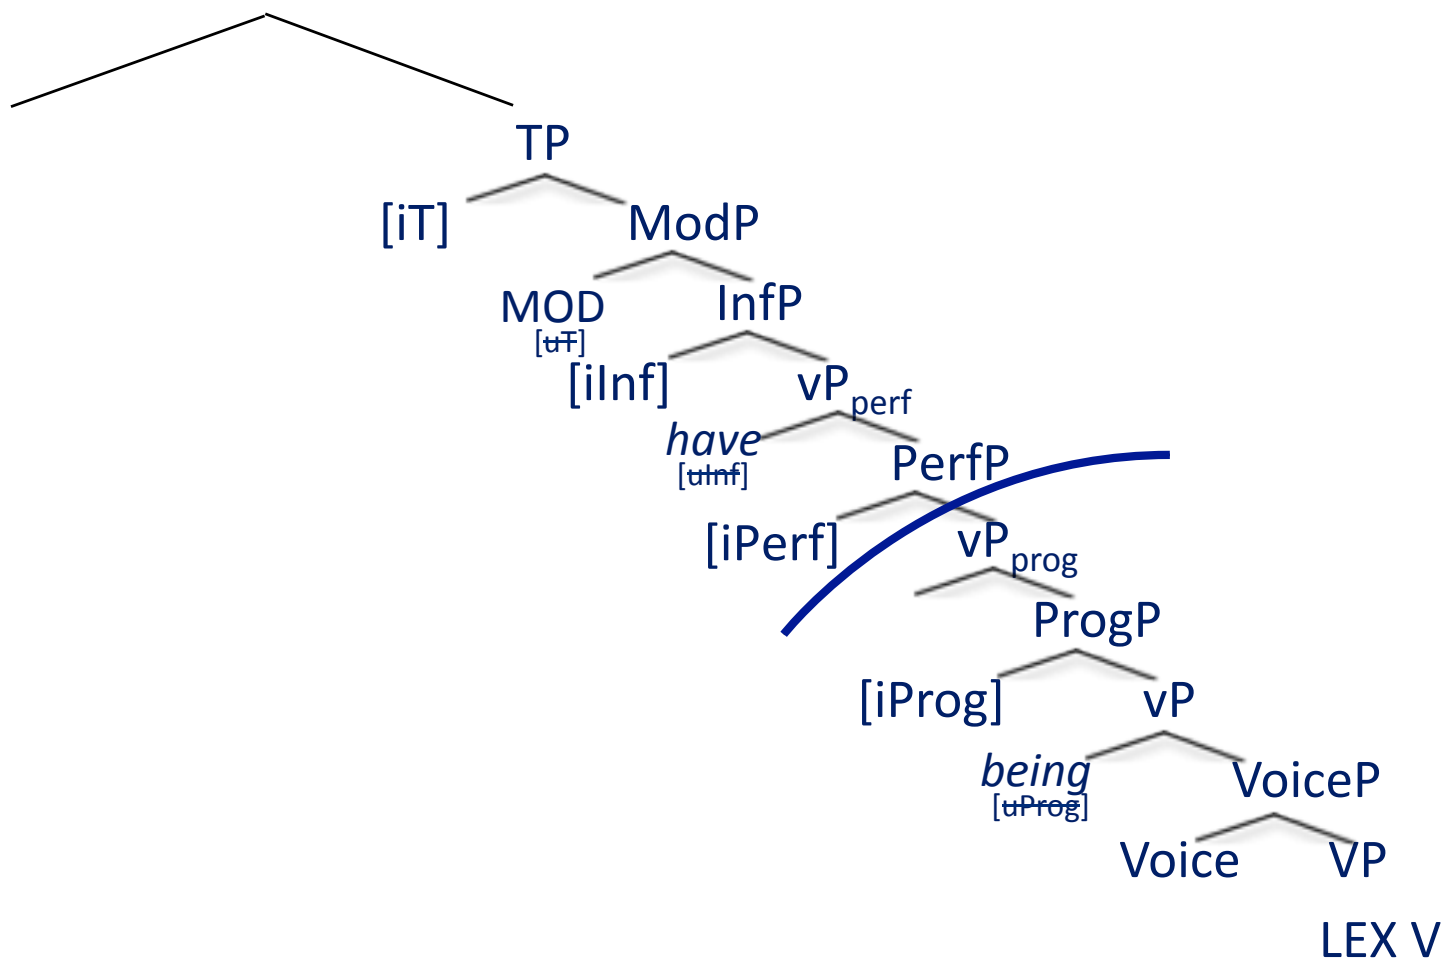 TP
[iT]
ModP
MOD
[uT]
InfP
[iInf]
vPperf
have
[uInf]
PerfP
[iPerf]
vPprog
ProgP
[iProg]
vP
being
[uProg]
VoiceP
Voice
VP
LEX V